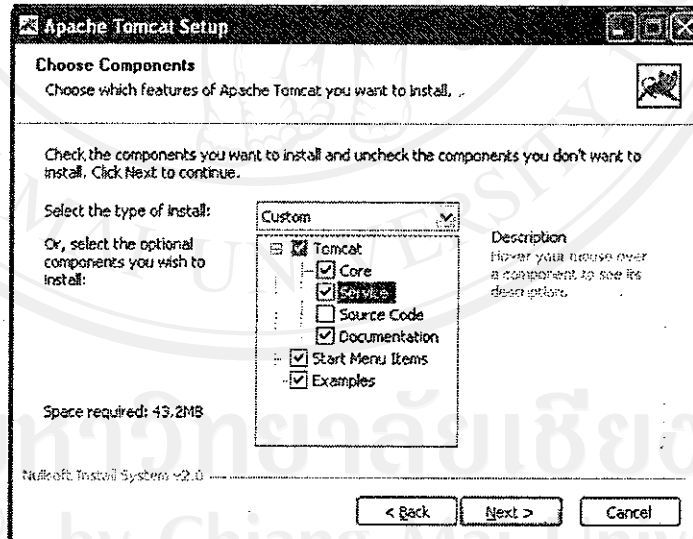 Apache Tomcat Setup
Choose Components
Choose which features of Apache Tomcat you want to install.
Check the components you want to install and uncheck the components you don't want to
install. Click Next to continue.
Select the type of install:
Custom
Or, select the optional
components you wish to
install:
Tomcat
Core
Service
Source Code
Documentation
Start Menu Items
Examples
Description
Hover your mouse over
a component to see its
description.
Space required: 43.2MB
Nullsoft Install System v2.0
< Back
Next >
Cancel